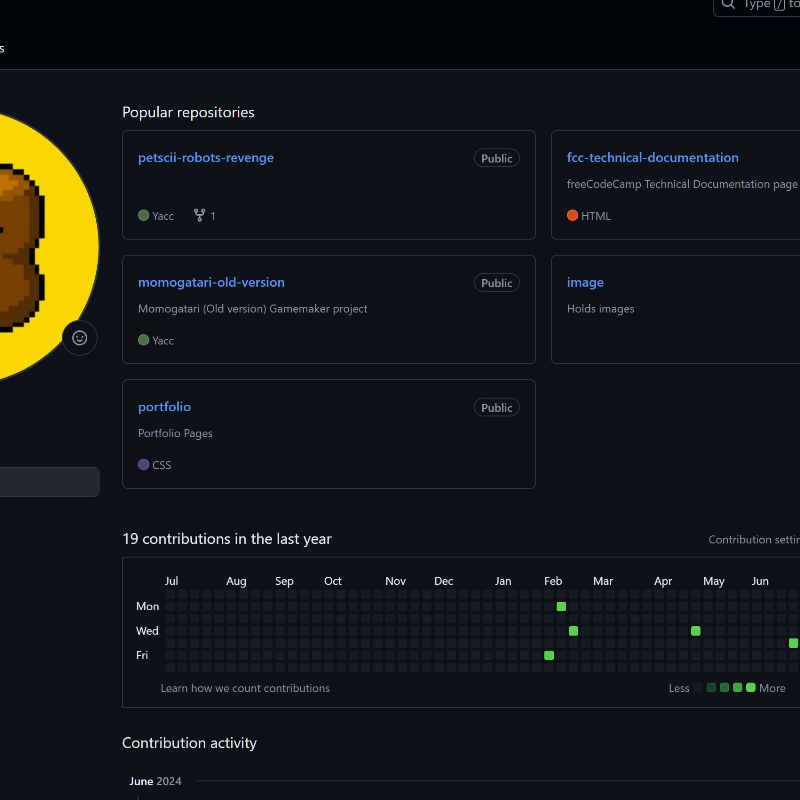 Type / to
s
Popular repositories
petscii-robots-revenge
Public
Yacc
1
fcc-technical-documentation
freeCodeCamp Technical Documentation page
HTML
momogatari-old-version
Public
Momogatari (Old version) Gamemaker project
Yacc
image
Holds images
portfolio
Public
Portfolio Pages
CSS
19 contributions in the last year
Contribution settin
Jul Aug Sep Oct Nov Dec Jan Feb Mar Apr May Jun
Mon
Wed
Fri
Learn how we count contributions
Less More
Contribution activity
June 2024